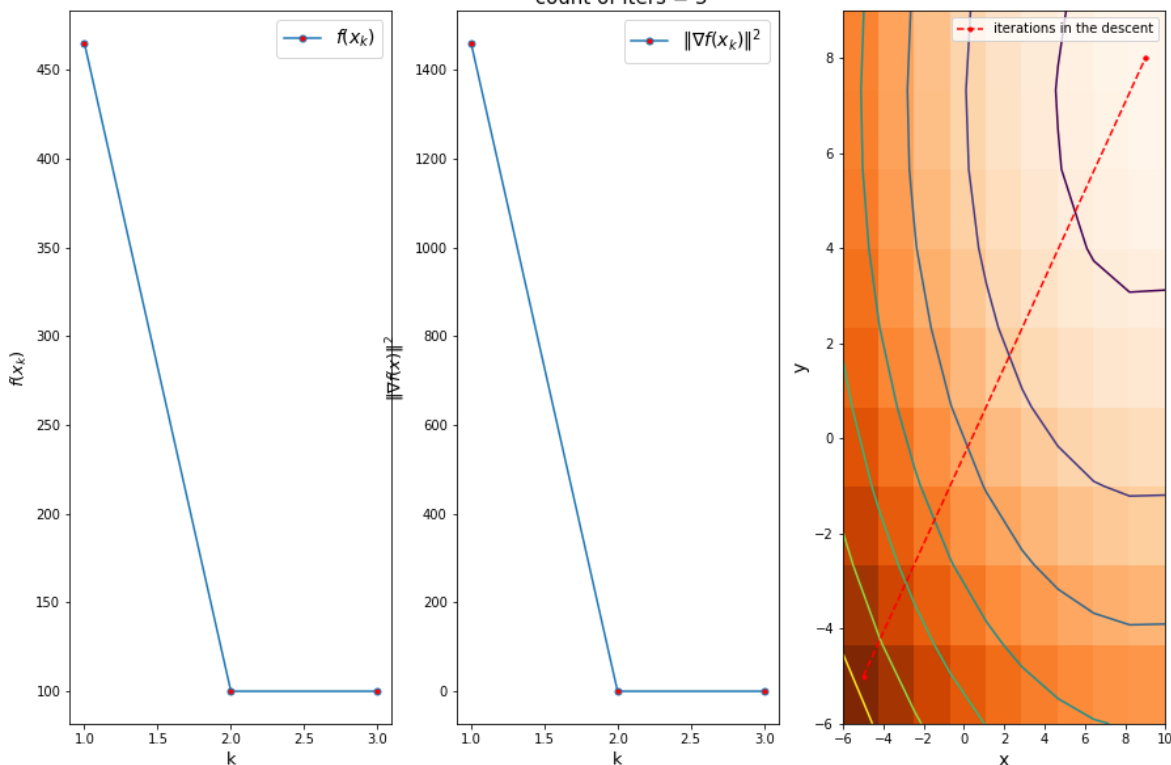 count of iters = 3
f(x_k)
450
400
350
300
250
200
150
100
f(x_k)
1.0 1.5 2.0 2.5 3.0
k
‖∇f(x_k)‖²
1400
1200
1000
800
600
400
200
0
‖∇f(x)‖²
1.0 1.5 2.0 2.5 3.0
k
iterations in the descent
8
6
4
2
0
−2
−4
−6
y
−6 −4 −2 0 2 4 6 8 10
x